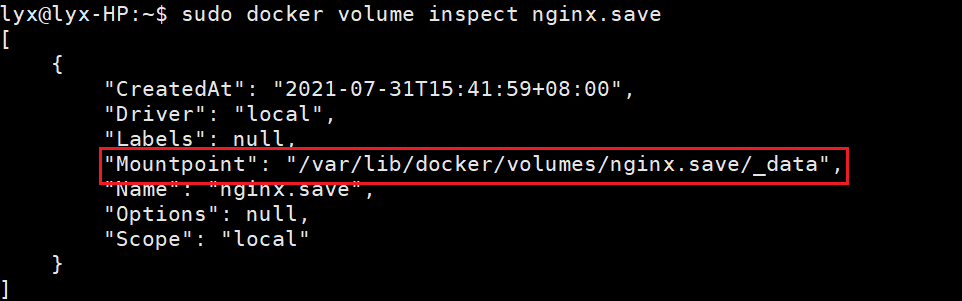 lyx@lyx-HP:~$ sudo docker volume inspect nginx.save
[
    {
        "CreatedAt": "2021-07-31T15:41:59+08:00",
        "Driver": "local",
        "Labels": null,
        "Mountpoint": "/var/lib/docker/volumes/nginx.save/_data",
        "Name": "nginx.save",
        "Options": null,
        "Scope": "local"
    }
]